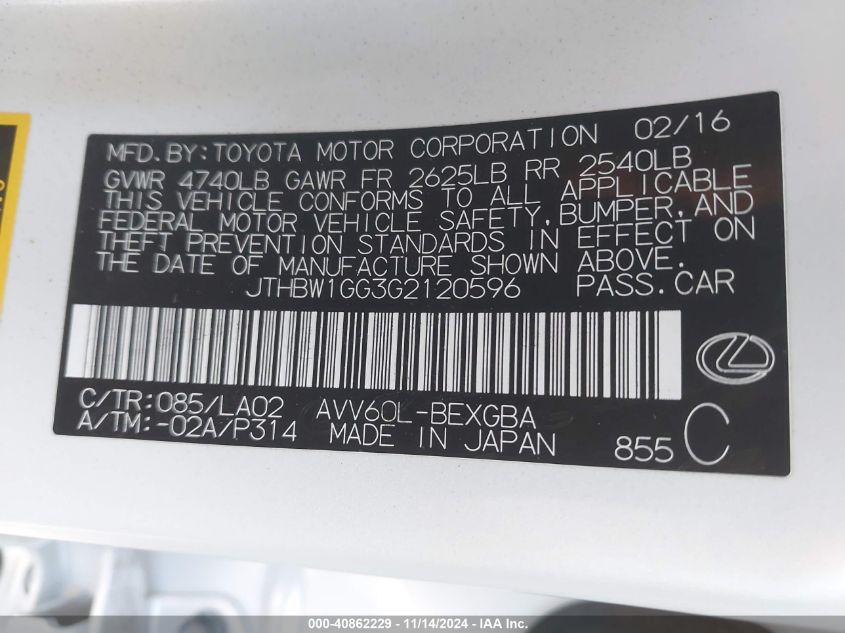 MFD. BY: TOYOTA MOTOR CORPORATION 02/16
GVWR 4740LB GAWR FR 2625LB RR 2540LB
THIS VEHICLE CONFORMS TO ALL APPLICABLE
FEDERAL MOTOR VEHICLE SAFETY, BUMPER, AND
THEFT PREVENTION STANDARDS IN EFFECT ON
THE DATE OF MANUFACTURE SHOWN ABOVE.
JTHBW1GG3G2120596 PASS. CAR
C/TR: 085/LA02 AVV60L-BEXGBA
A/TM: -02A/P314 MADE IN JAPAN 855 C
000-40862229 - 11/14/2024 - IAA Inc.